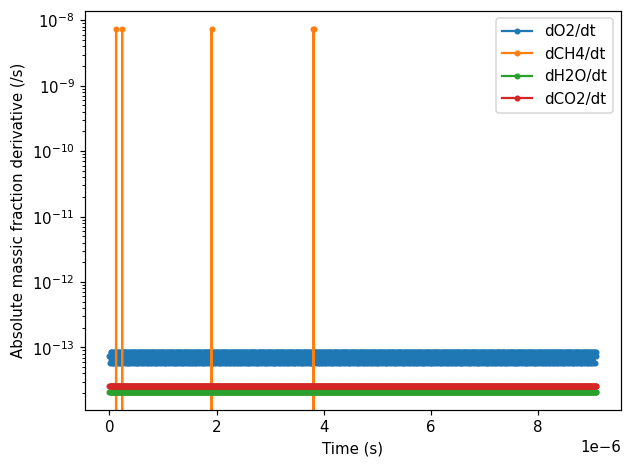 10⁻⁸
10⁻⁹
10⁻¹⁰
10⁻¹¹
10⁻¹²
10⁻¹³
Absolute massic fraction derivative (/s)
dO2/dt
dCH4/dt
dH2O/dt
dCO2/dt
0 2 4 6 8
1e−6
Time (s)